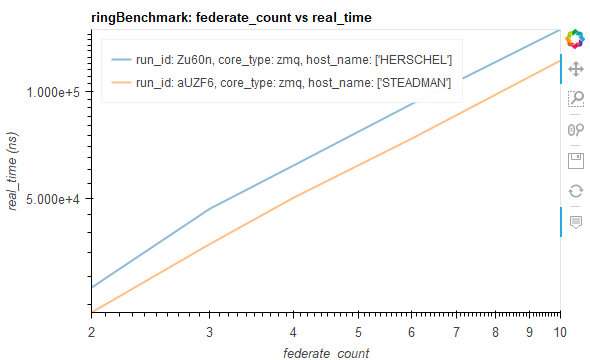 ringBenchmark: federate_count vs real_time
run_id: Zu60n, core_type: zmq, host_name: ['HERSCHEL']
run_id: aUZF6, core_type: zmq, host_name: ['STEADMAN']
1.000e+5
5.000e+4
real_time (ns)
2 3 4 5 6 7 8 9 10
federate_count